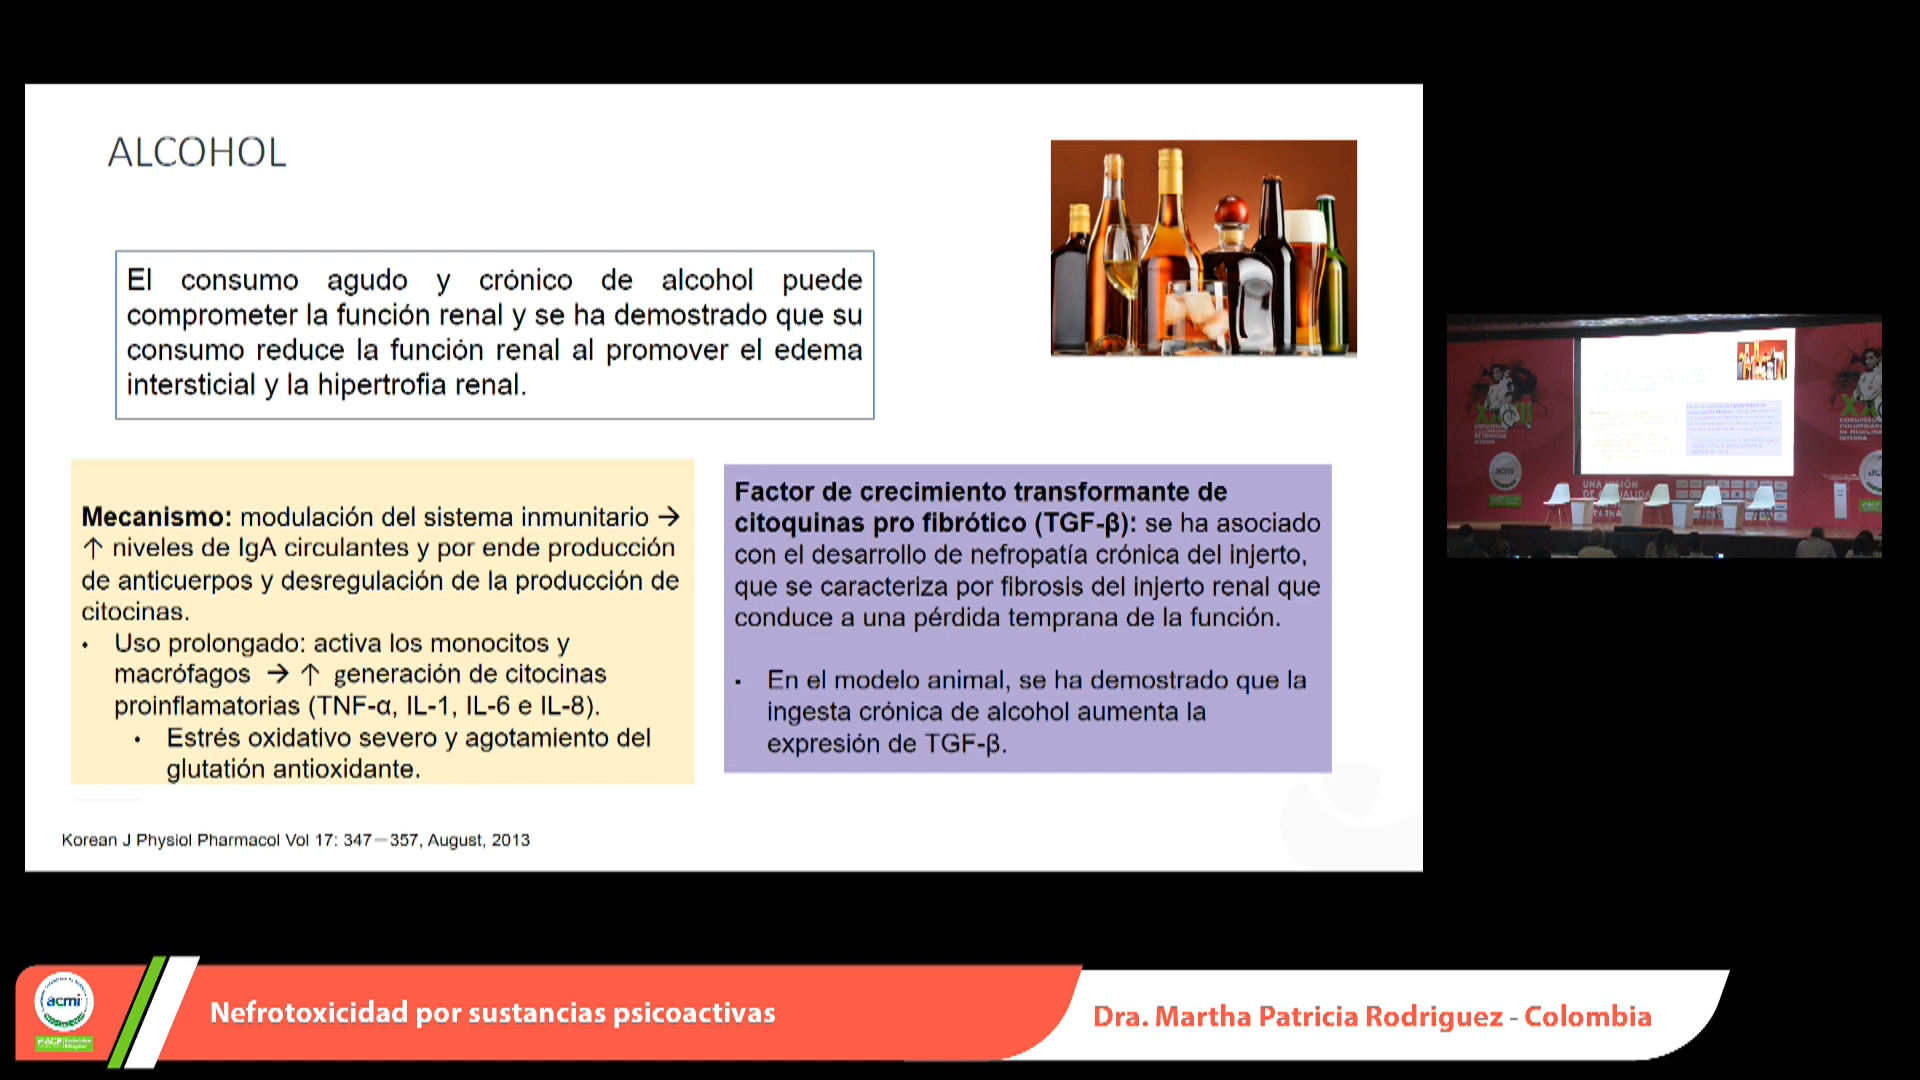 ALCOHOL
El consumo agudo y crónico de alcohol puede
comprometer la función renal y se ha demostrado que su
consumo reduce la función renal al promover el edema
intersticial y la hipertrofia renal.
Mecanismo: modulación del sistema inmunitario →
↑ niveles de IgA circulantes y por ende producción
de anticuerpos y desregulación de la producción de
citocinas.
• Uso prolongado: activa los monocitos y
macrófagos → ↑ generación de citocinas
proinflamatorias (TNF-α, IL-1, IL-6 e IL-8).
• Estrés oxidativo severo y agotamiento del
glutatión antioxidante.
Factor de crecimiento transformante de
citoquinas pro fibrótico (TGF-β): se ha asociado
con el desarrollo de nefropatía crónica del injerto,
que se caracteriza por fibrosis del injerto renal que
conduce a una pérdida temprana de la función.
• En el modelo animal, se ha demostrado que la
ingesta crónica de alcohol aumenta la
expresión de TGF-β.
Korean J Physiol Pharmacol Vol 17: 347−357, August, 2013
acmi
Nefrotoxicidad por sustancias psicoactivas
Dra. Martha Patricia Rodriguez - Colombia